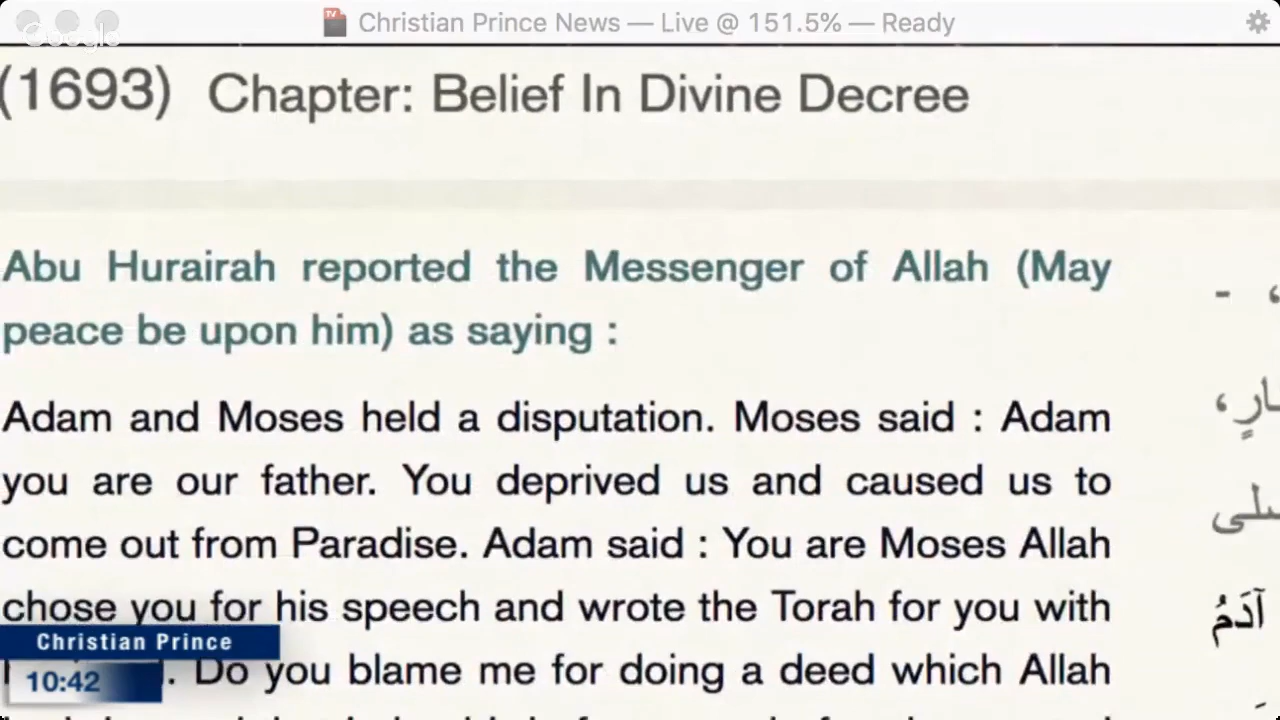 Christian Prince News — Live @ 151.5% — Ready
Google
(1693) Chapter: Belief In Divine Decree
Abu Hurairah reported the Messenger of Allah (May
peace be upon him) as saying :
Adam and Moses held a disputation. Moses said : Adam
you are our father. You deprived us and caused us to
come out from Paradise. Adam said : You are Moses Allah
chose you for his speech and wrote the Torah for you with
. Do you blame me for doing a deed which Allah
آدَمُ
Christian Prince
10:42